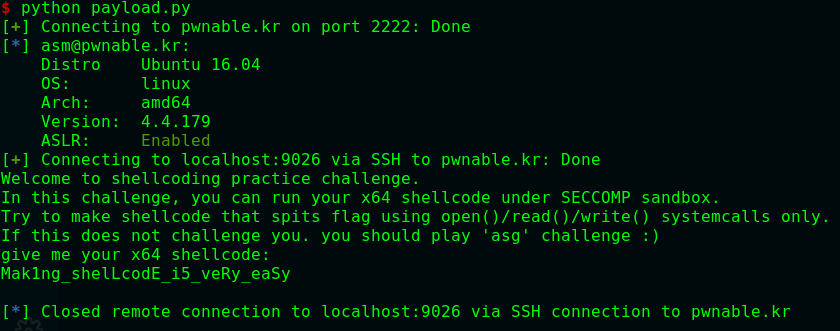 $ python payload.py
[+] Connecting to pwnable.kr on port 2222: Done
[*] asm@pwnable.kr:
    Distro    Ubuntu 16.04
    OS:       linux
    Arch:     amd64
    Version:  4.4.179
    ASLR:     Enabled
[+] Connecting to localhost:9026 via SSH to pwnable.kr: Done
Welcome to shellcoding practice challenge.
In this challenge, you can run your x64 shellcode under SECCOMP sandbox.
Try to make shellcode that spits flag using open()/read()/write() systemcalls only.
If this does not challenge you. you should play 'asg' challenge :)
give me your x64 shellcode:
Mak1ng_shelLcodE_i5_veRy_eaSy
[*] Closed remote connection to localhost:9026 via SSH connection to pwnable.kr